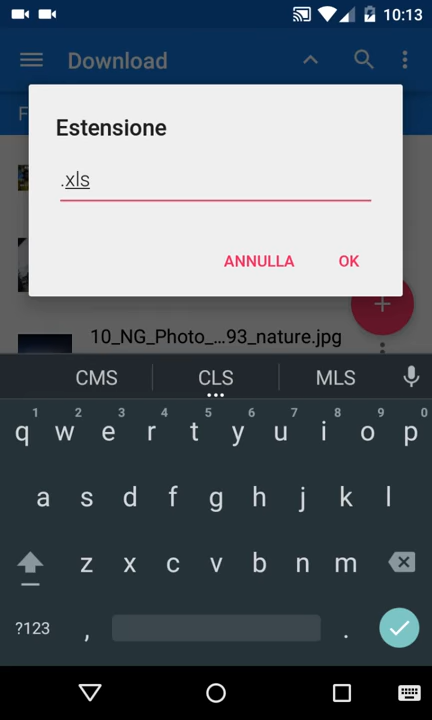 10:13
Download
F
Estensione
.xls
ANNULLA OK
10_NG_Photo_...93_nature.jpg
CMS CLS MLS
1 2 3 4 5 6 7 8 9 0
q w e r t y u i o p
a s d f g h j k l
z x c v b n m
?123 , .